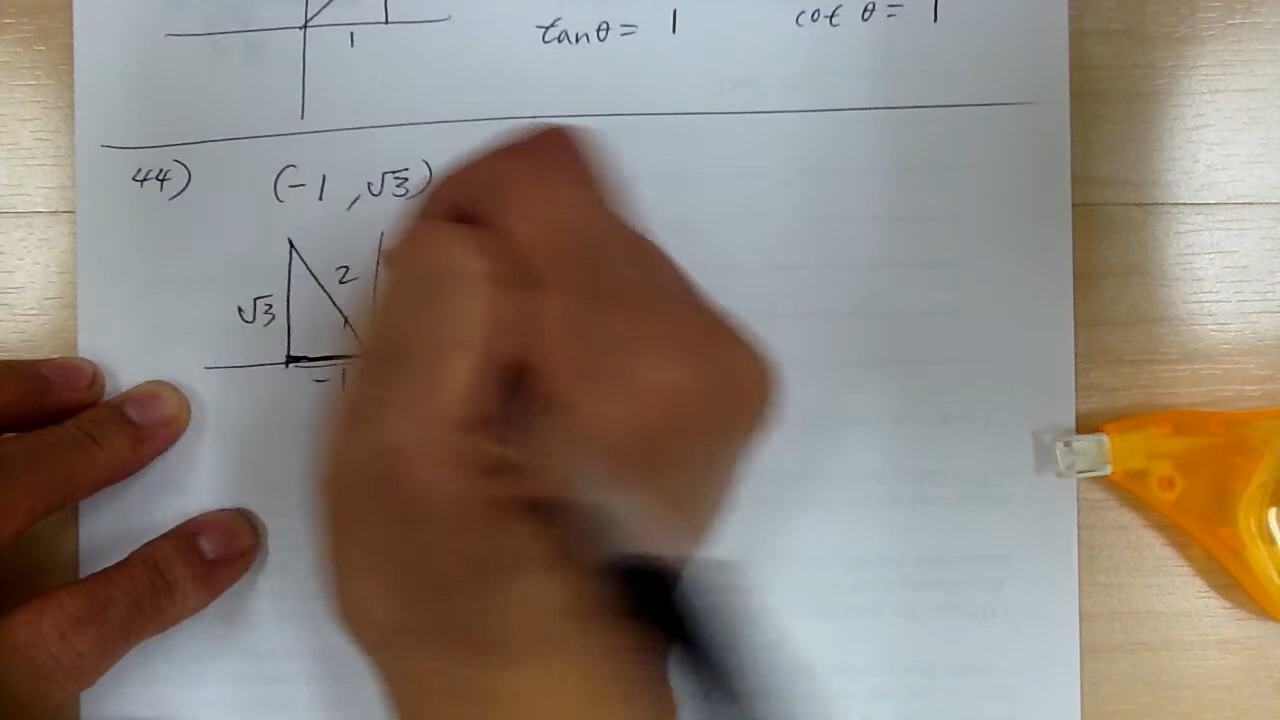 1
tanθ = 1
cot θ = 1
44) (-1, √3)
2
√3
-1